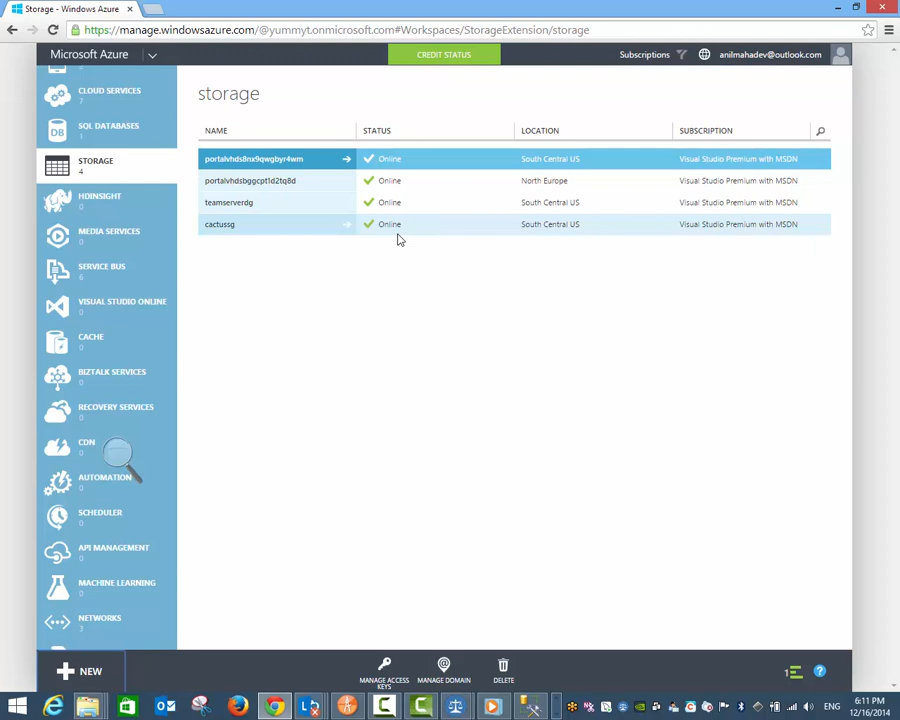 Storage - Windows Azure
https://manage.windowsazure.com/@yummyt.onmicrosoft.com#Workspaces/StorageExtension/storage
Microsoft Azure
CREDIT STATUS
Subscriptions
anilmahadev@outlook.com
CLOUD SERVICES
7
SQL DATABASES
1
STORAGE
4
HDINSIGHT
0
MEDIA SERVICES
0
SERVICE BUS
6
VISUAL STUDIO ONLINE
0
CACHE
0
BIZTALK SERVICES
0
RECOVERY SERVICES
0
CDN
0
AUTOMATION
0
SCHEDULER
0
API MANAGEMENT
0
MACHINE LEARNING
0
NETWORKS
3
NEW
storage
NAME STATUS LOCATION SUBSCRIPTION
portalvhds8nx9qwgbyr4wm Online South Central US Visual Studio Premium with MSDN
portalvhdsbggcpt1d2tq8d Online North Europe Visual Studio Premium with MSDN
teamserverdg Online South Central US Visual Studio Premium with MSDN
cactussg Online South Central US Visual Studio Premium with MSDN
MANAGE ACCESS
KEYS
MANAGE DOMAIN
DELETE
1
ENG
6:11 PM
12/16/2014